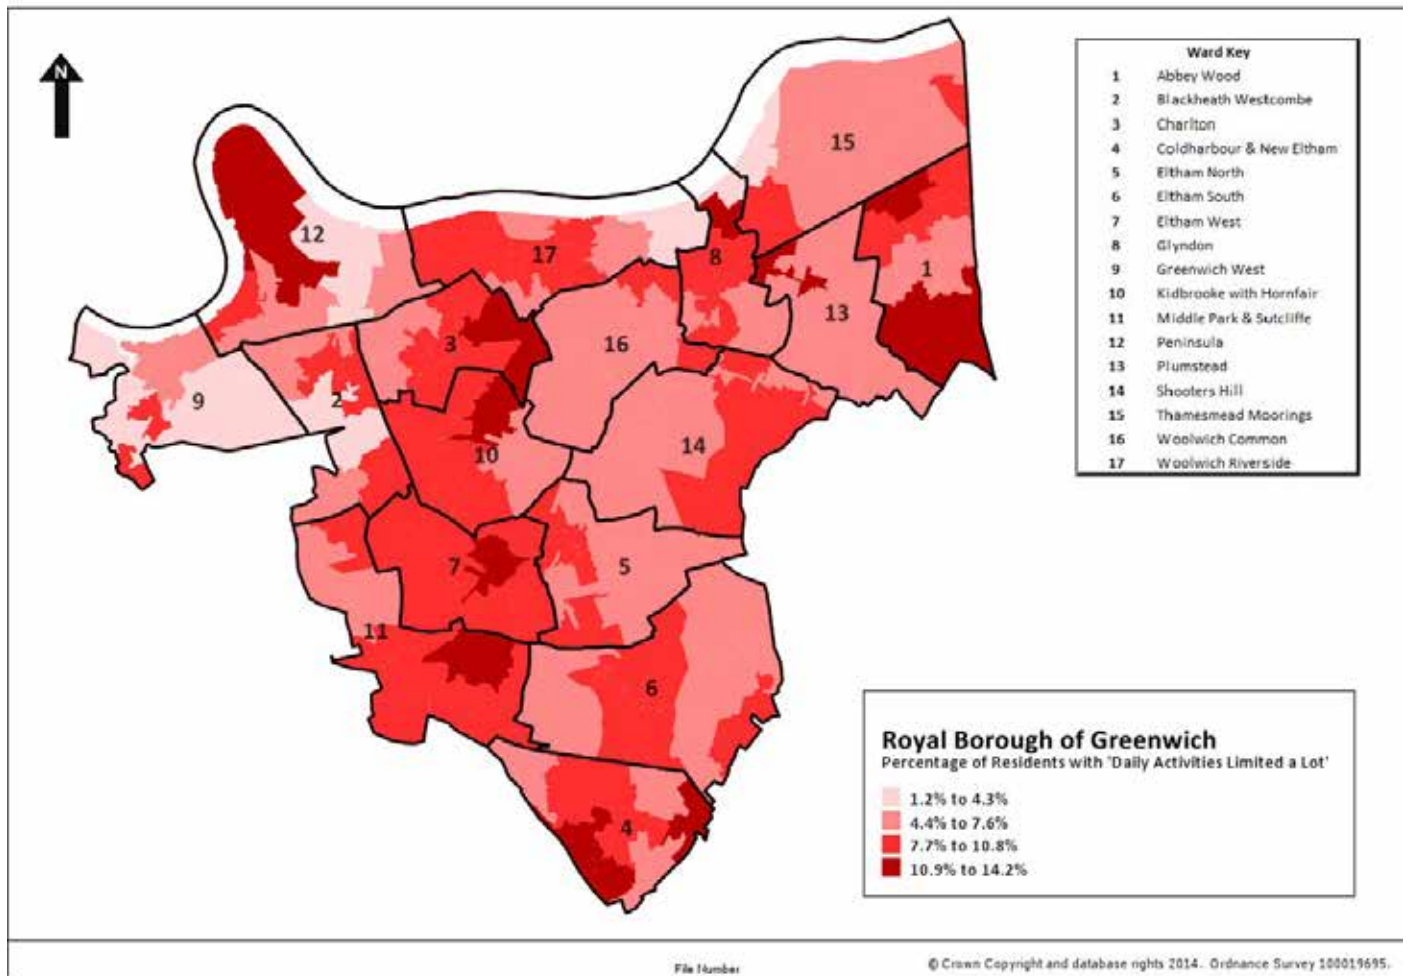 N
Ward Key
1 Abbey Wood
2 Blackheath Westcombe
3 Charlton
4 Coldharbour & New Eltham
5 Eltham North
6 Eltham South
7 Eltham West
8 Glyndon
9 Greenwich West
10 Kidbrooke with Hornfair
11 Middle Park & Sutcliffe
12 Peninsula
13 Plumstead
14 Shooters Hill
15 Thamesmead Moorings
16 Woolwich Common
17 Woolwich Riverside
15
12
17
8
1
13
3
16
9
2
14
10
7
5
11
6
4
Royal Borough of Greenwich
Percentage of Residents with 'Daily Activities Limited a Lot'
1.2% to 4.3%
4.4% to 7.6%
7.7% to 10.8%
10.9% to 14.2%
File Number
© Crown Copyright and database rights 2014. Ordnance Survey 100019695.